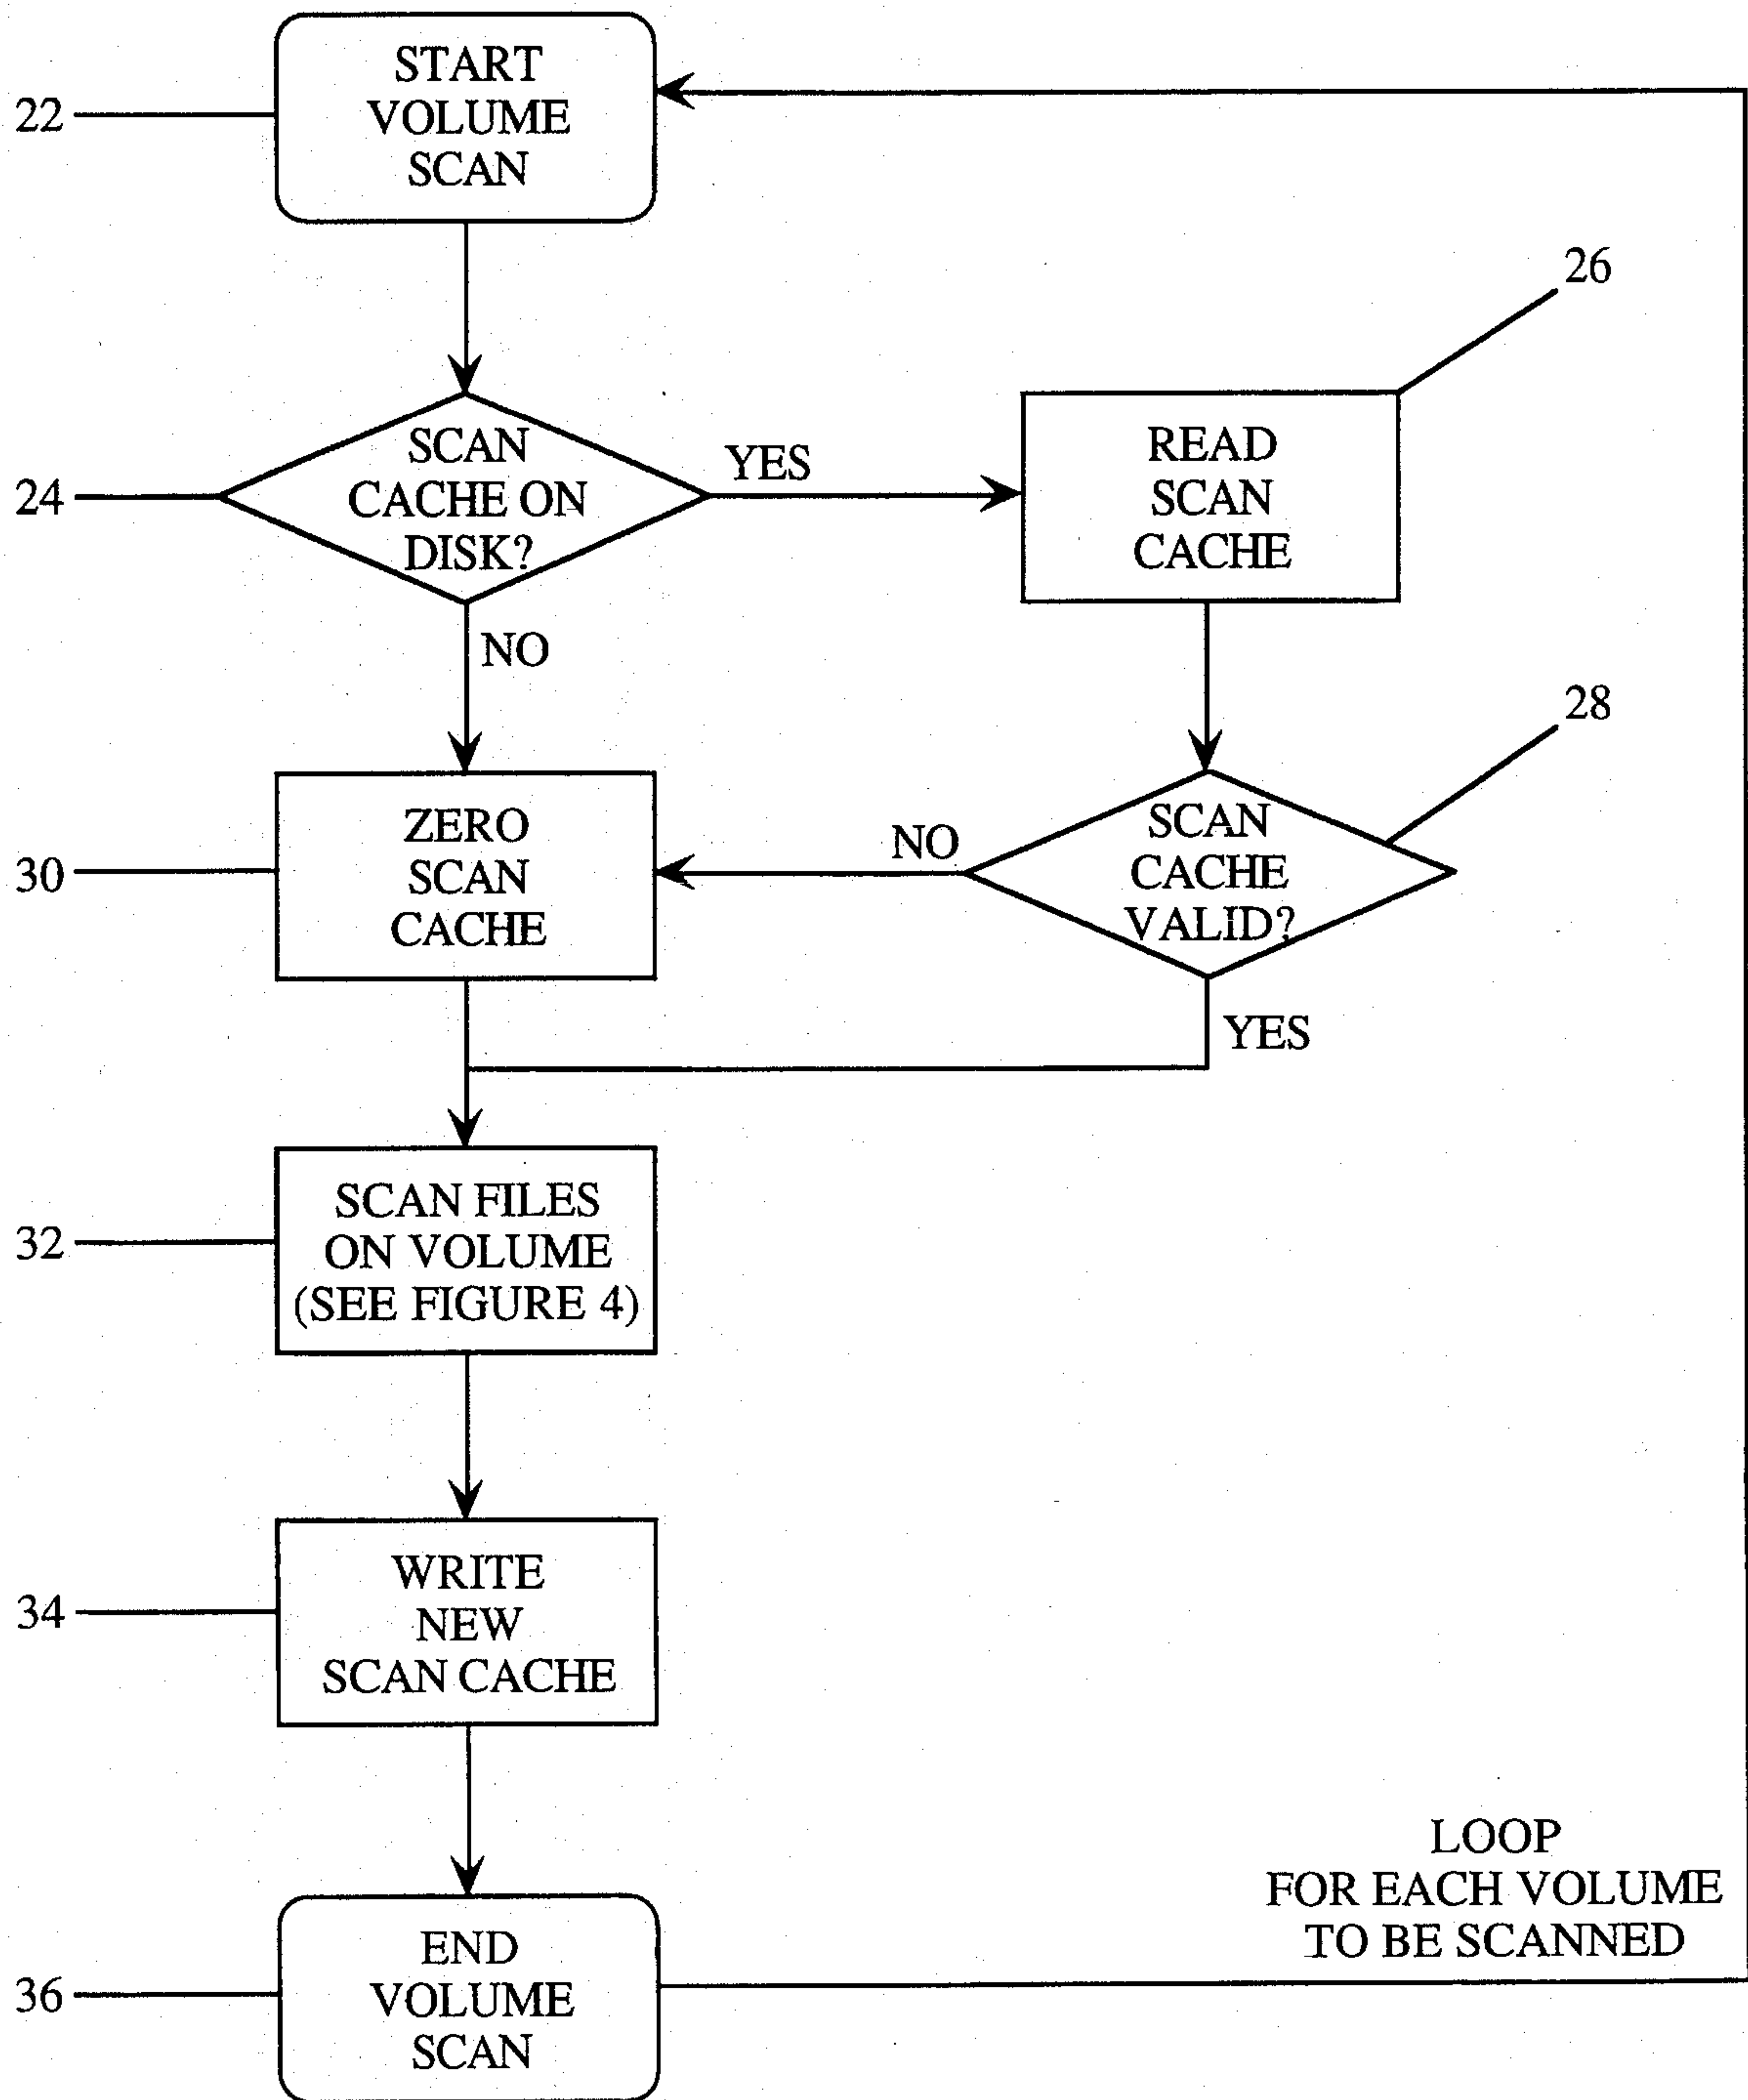 START
VOLUME
SCAN
22
26
SCAN
CACHE ON
DISK?
24
YES
READ
SCAN
CACHE
NO
28
ZERO
SCAN
CACHE
30
NO
SCAN
CACHE
VALID?
YES
SCAN FILES
ON VOLUME
(SEE FIGURE 4)
32
WRITE
NEW
SCAN CACHE
34
LOOP
FOR EACH VOLUME
TO BE SCANNED
END
VOLUME
SCAN
36